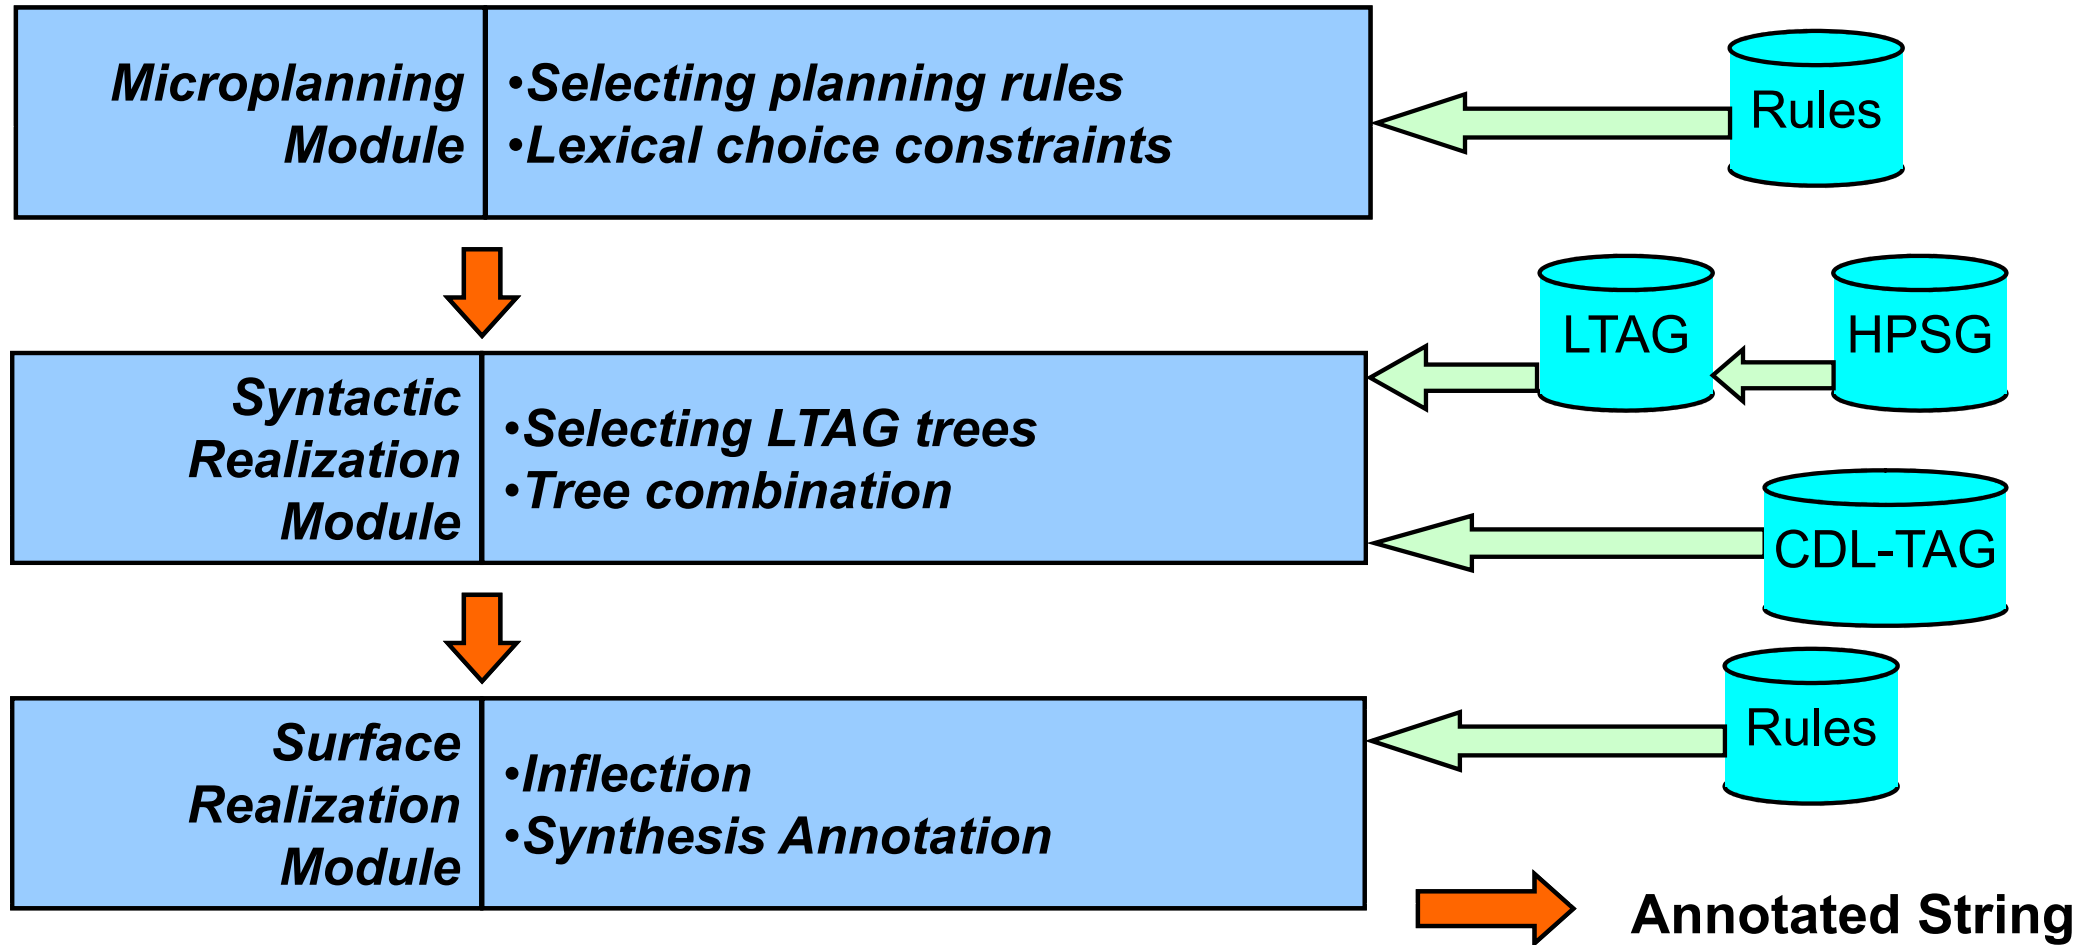 Microplanning
Module
•Selecting planning rules
•Lexical choice constraints
Rules
Syntactic
Realization
Module
•Selecting LTAG trees
•Tree combination
LTAG
HPSG
CDL-TAG
Surface
Realization
Module
•Inflection
•Synthesis Annotation
Rules
Annotated String